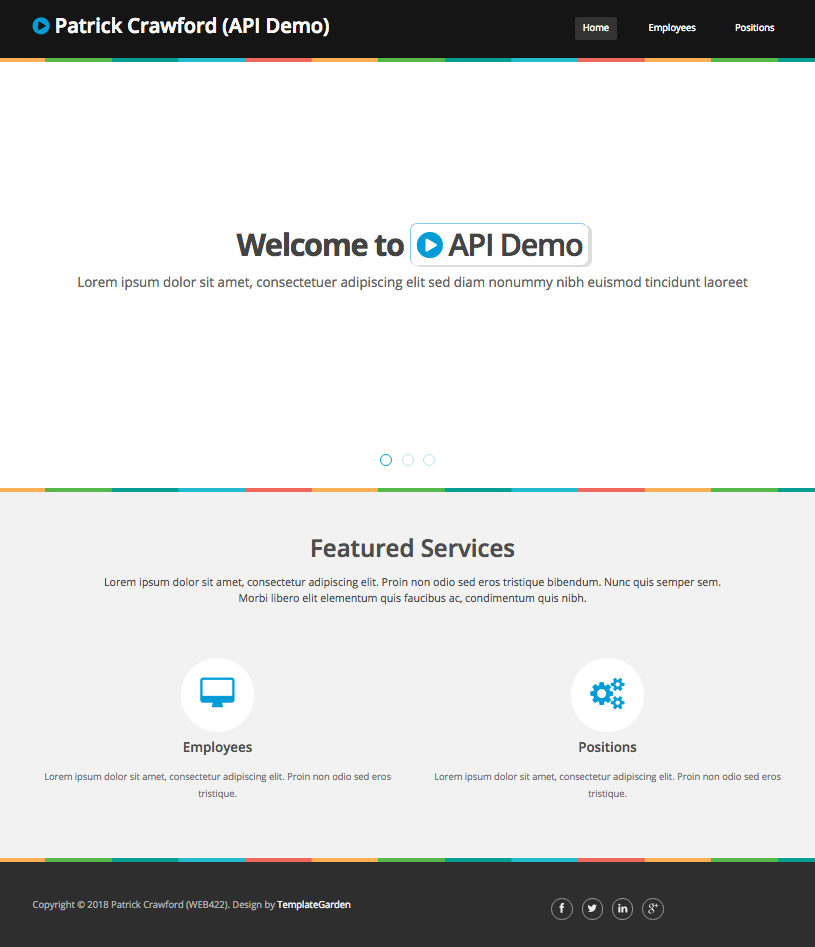 Patrick Crawford (API Demo)
Home Employees Positions
Welcome to API Demo
Lorem ipsum dolor sit amet, consectetuer adipiscing elit sed diam nonummy nibh euismod tincidunt laoreet
Featured Services
Lorem ipsum dolor sit amet, consectetur adipiscing elit. Proin non odio sed eros tristique bibendum. Nunc quis semper sem.
Morbi libero elit elementum quis faucibus ac, condimentum quis nibh.
Employees
Lorem ipsum dolor sit amet, consectetur adipiscing elit. Proin non odio sed eros
tristique.
Positions
Lorem ipsum dolor sit amet, consectetur adipiscing elit. Proin non odio sed eros
tristique.
Copyright © 2018 Patrick Crawford (WEB422). Design by TemplateGarden